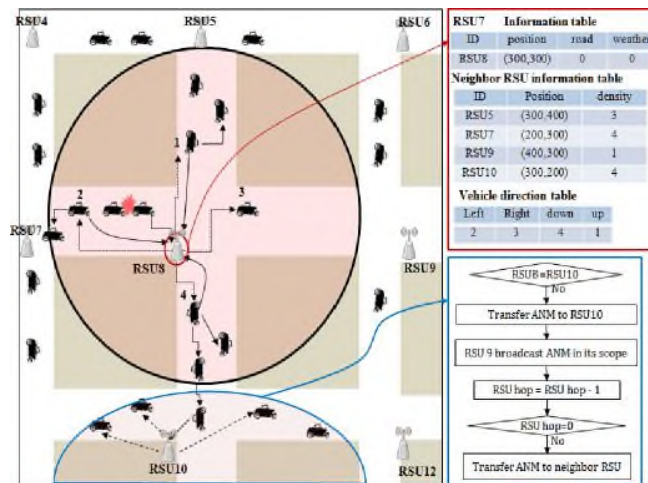 RSU4
RSU5
RSU6
1
2
3
RSU7
RSU8
RSU9
4
RSU10
RSU12
RSU7 Information table
ID position road weather
RSU8 (300,300) 0 0
Neighbor RSU information table
ID Position density
RSU5 (300,400) 3
RSU7 (200,300) 4
RSU9 (400,300) 1
RSU10 (300,200) 4
Vehicle direction table
Left Right down up
2 3 4 1
RSU8=RSU10
No
Transfer ANM to RSU10
RSU 9 broadcast ANM in its scope
RSU hop = RSU hop - 1
RSU hop=0
No
Transfer ANM to neighbor RSU